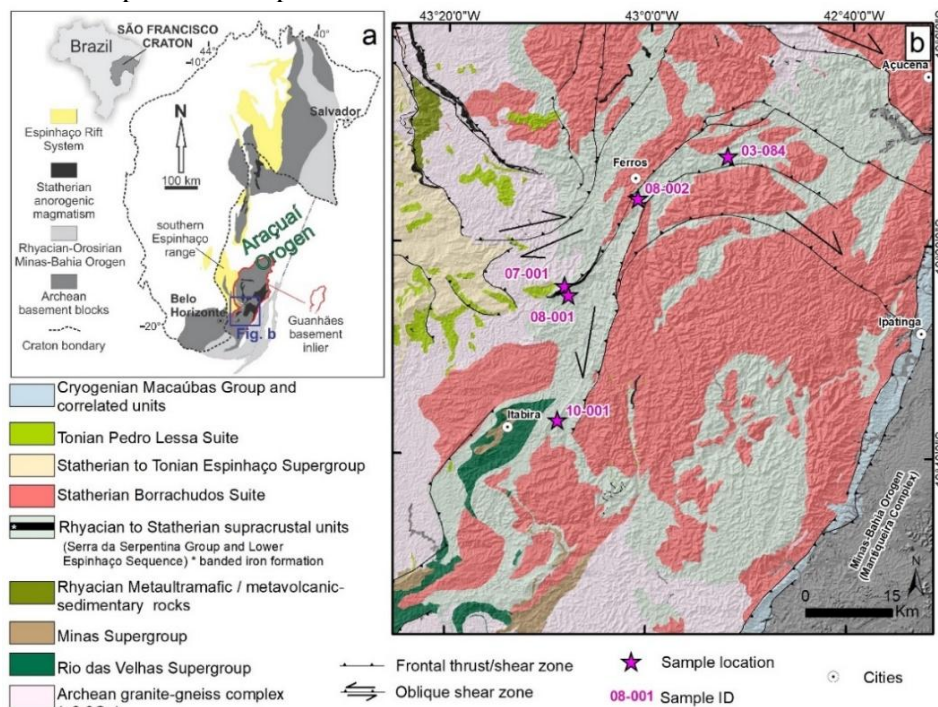 SÃO FRANCISCO
CRATON
Brazil
a
44°
40°
44°
10°
N
Salvador
100 km
Espinhaço Rift
System
Statherian
anorogenic
magmatism
Rhyacian-Orosirian
Minas-Bahia Orogen
Archean
basement blocks
Craton bondary
southern
Espinhaço
range
Araçuaí
Orogen
Belo
Horizonte
20°
Fig. b
Guanhães
basement
inlier
43°20'0"W
43°0'0"W
42°40'0"W
b
Açucena
03-084
Ferros
08-002
07-001
08-001
Ipatinga
Itabira
10-001
Minas-Bahia Orogen
(Mantiqueira Complex)
N
0 15
Km
Cryogenian Macaúbas Group and
correlated units
Tonian Pedro Lessa Suite
Statherian to Tonian Espinhaço Supergroup
Statherian Borrachudos Suite
Rhyacian to Statherian supracrustal units
(Serra da Serpentina Group and Lower
Espinhaço Sequence) * banded iron formation
Rhyacian Metaultramafic / metavolcanic-
sedimentary rocks
Minas Supergroup
Rio das Velhas Supergroup
Archean granite-gneiss complex
Frontal thrust/shear zone
Oblique shear zone
Sample location
08-001 Sample ID
Cities